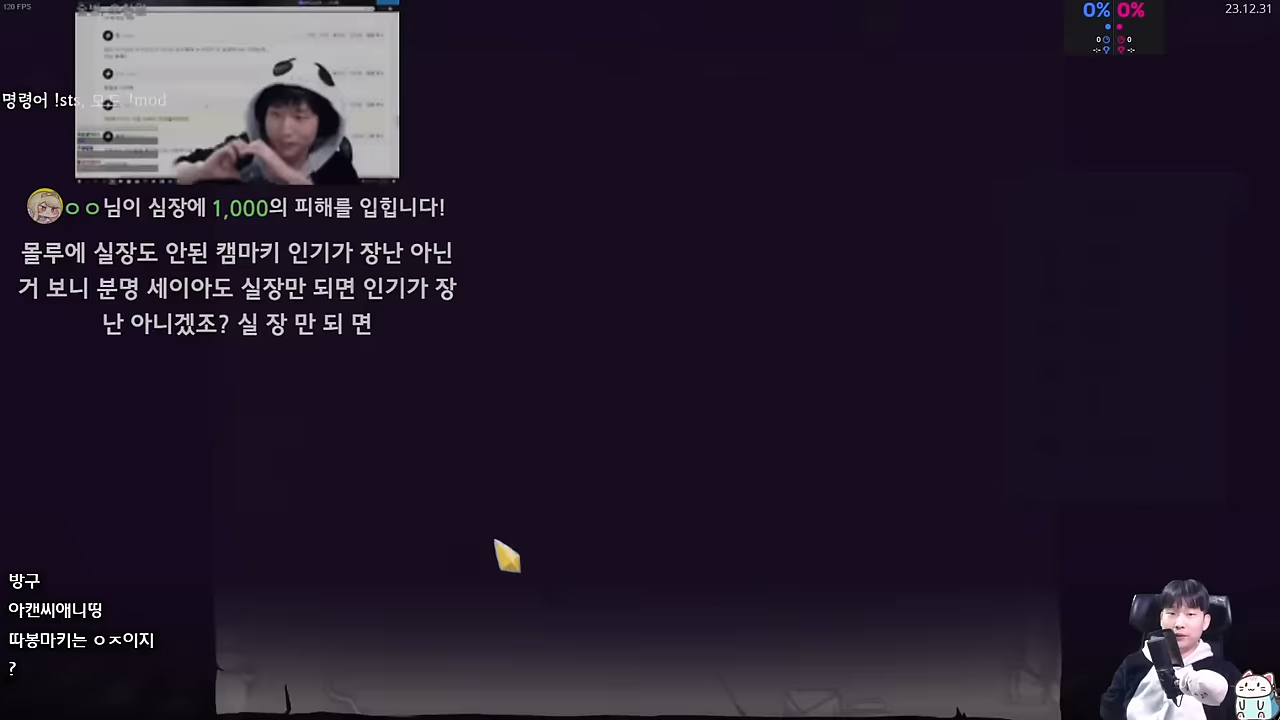 120 FPS
0% 0%
23.12.31
0 0
-: -:
명령어 !sts, 모드 !mod
ㅇㅇ님이 심장에 1,000의 피해를 입힙니다!
몰루에 실장도 안된 캠마키 인기가 장난 아닌
거 보니 분명 세이아도 실장만 되면 인기가 장
난 아니겠조? 실 장 만 되 면
방구
아캔씨애니띵
따봉마키는 ㅇㅈ이지
?